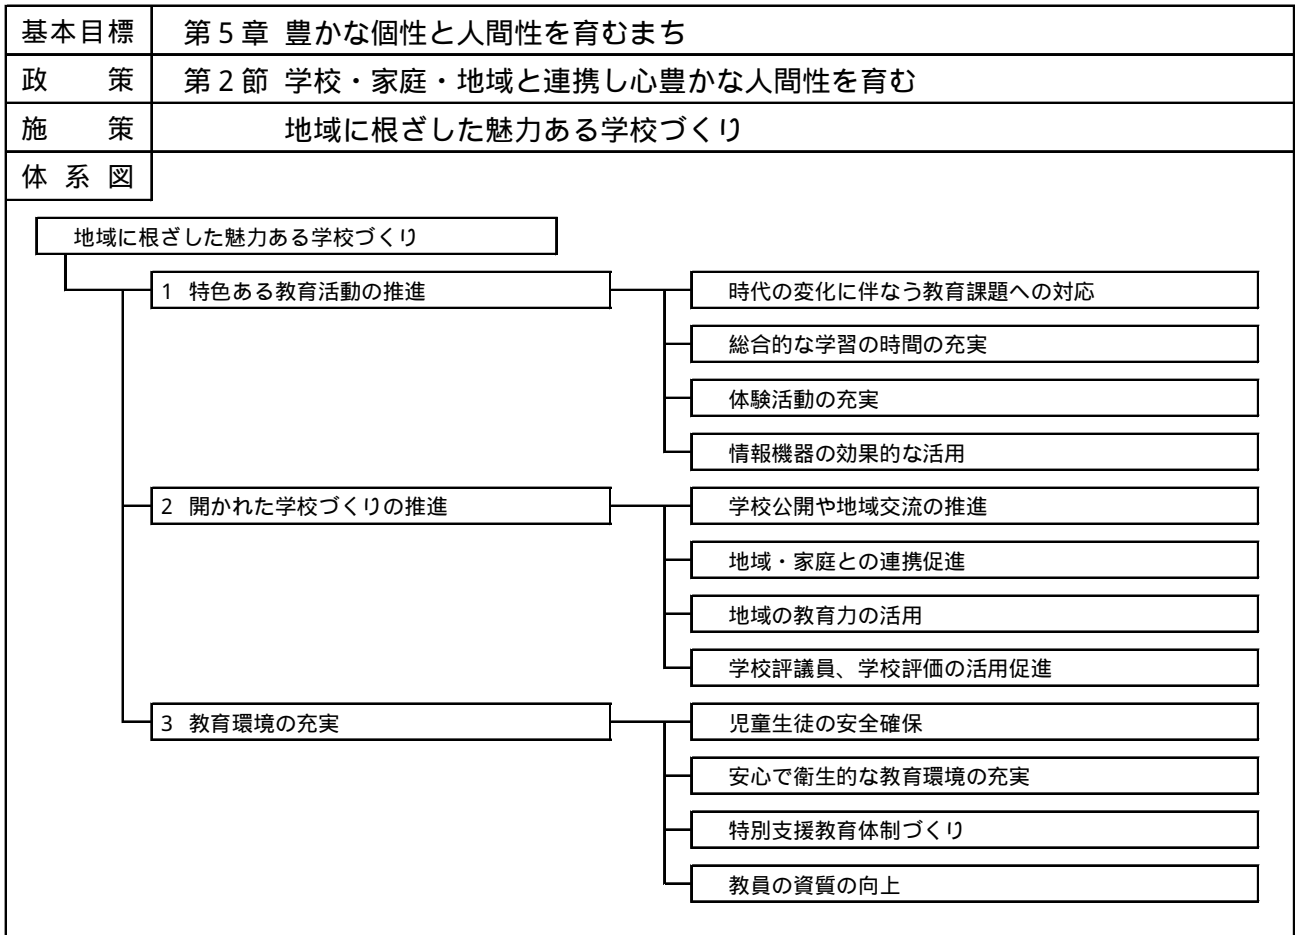 基本目標 第5章 豊かな個性と人間性を育むまち
政策 第2節 学校・家庭・地域と連携し心豊かな人間性を育む
施策 地域に根ざした魅力ある学校づくり
体系図
地域に根ざした魅力ある学校づくり
1 特色ある教育活動の推進 時代の変化に伴なう教育課題への対応
総合的な学習の時間の充実
体験活動の充実
情報機器の効果的な活用
2 開かれた学校づくりの推進 学校公開や地域交流の推進
地域・家庭との連携促進
地域の教育力の活用
学校評議員、学校評価の活用促進
3 教育環境の充実 児童生徒の安全確保
安心で衛生的な教育環境の充実
特別支援教育体制づくり
教員の資質の向上